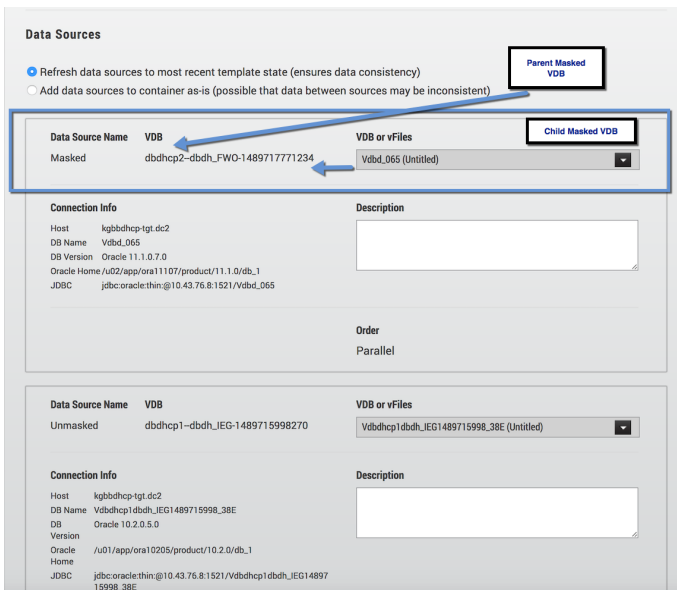 Data Sources
Refresh data sources to most recent template state (ensures data consistency)
Add data sources to container as-is (possible that data between sources may be inconsistent)
Parent Masked
VDB
Child Masked VDB
Data Source Name VDB VDB or vFiles
Masked dbdhcp2–dbdh_FWO-1489717771234 Vdbd_065 (Untitled)
Connection Info Description
Host kgbbdhcp-tgt.dc2
DB Name Vdbd_065
DB Version Oracle 11.1.0.7.0
Oracle Home /u02/app/ora11107/product/11.1.0/db_1
JDBC jdbc:oracle:thin:@10.43.76.8:1521/Vdbd_065
Order
Parallel
Data Source Name VDB VDB or vFiles
Unmasked dbdhcp1–dbdh_IEG-1489715998270 Vdbdhcp1dbdh_IEG1489715998_38E (Untitled)
Connection Info Description
Host kgbbdhcp-tgt.dc2
DB Name Vdbdhcp1dbdh_IEG1489715998_38E
DB Oracle 10.2.0.5.0
Version
Oracle /u01/app/ora10205/product/10.2.0/db_1
Home
JDBC jdbc:oracle:thin:@10.43.76.8:1521/Vdbdhcp1dbdh_IEG14897
15998_38E